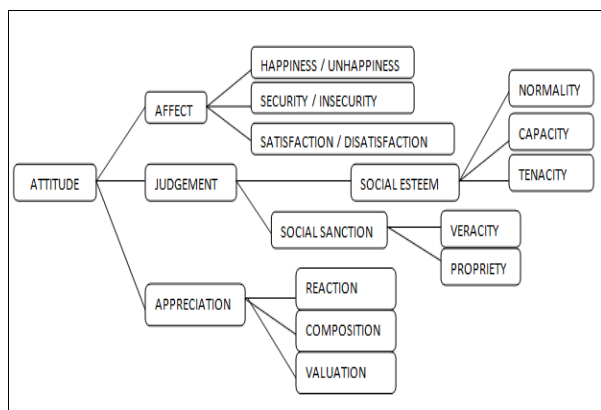 HAPPINESS / UNHAPPINESS
NORMALITY
AFFECT
SECURITY / INSECURITY
CAPACITY
SATISFACTION / DISATISFACTION
ATTITUDE
JUDGEMENT
SOCIAL ESTEEM
TENACITY
SOCIAL SANCTION
VERACITY
PROPRIETY
APPRECIATION
REACTION
COMPOSITION
VALUATION